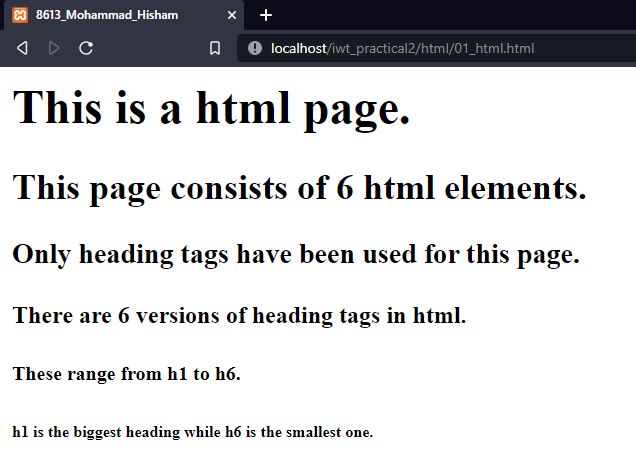 8613_Mohammad_Hisham
localhost/iwt_practical2/html/01_html.html
This is a html page.
This page consists of 6 html elements.
Only heading tags have been used for this page.
There are 6 versions of heading tags in html.
These range from h1 to h6.
h1 is the biggest heading while h6 is the smallest one.